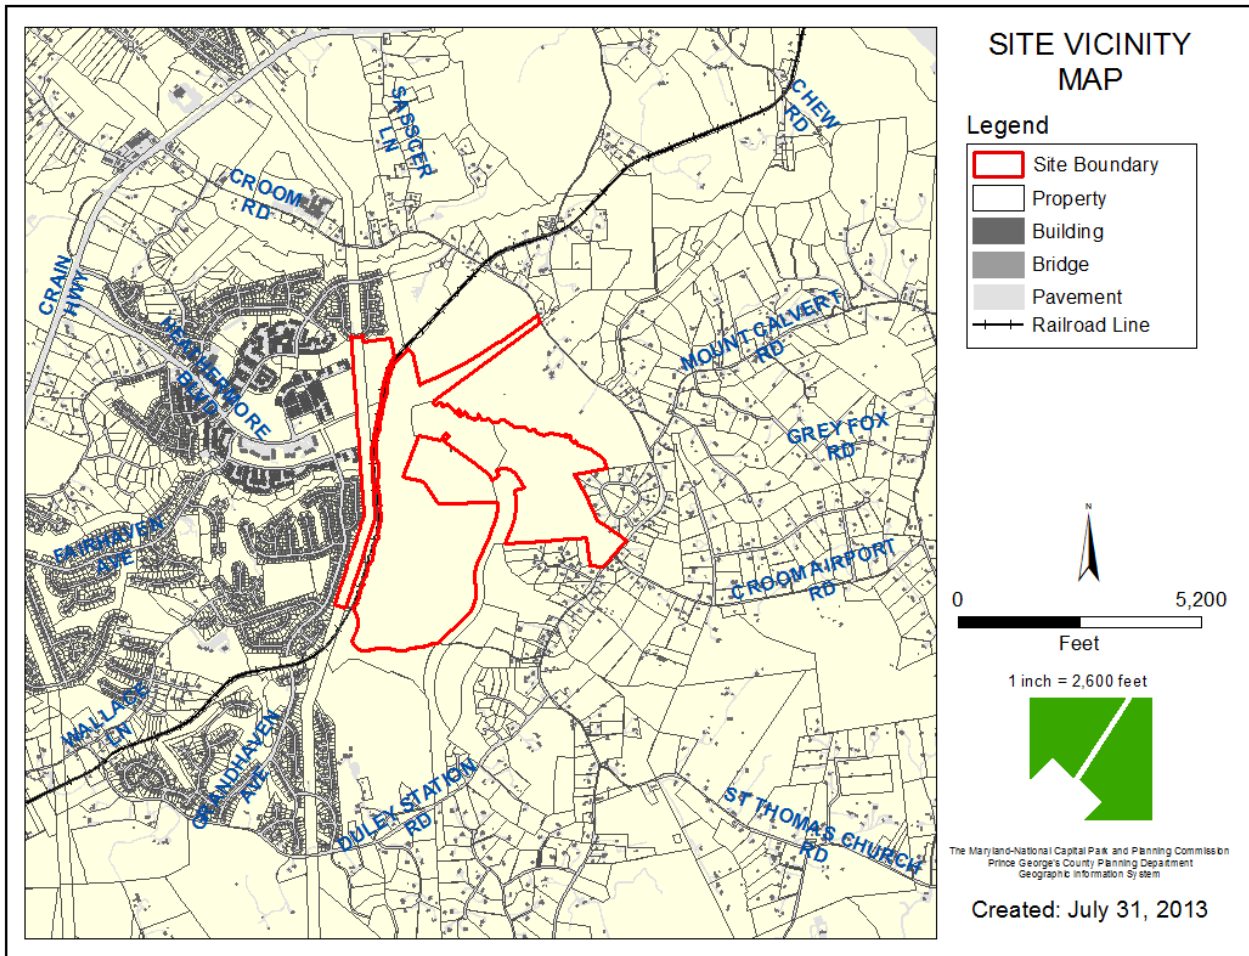 SITE VICINITY
MAP
Legend
Site Boundary
Property
Building
Bridge
Pavement
Railroad Line
CHEW
RD
SASSCER
LN
CROOM
RD
CRAIN
HWY
HEATHERMORE
BLVD
MOUNT CALVERT
RD
GREY FOX
RD
FAIRHAVEN
AVE
CROOM AIRPORT
RD
WALLACE
LN
GRANDHAVEN
AVE
DULEY STATION
RD
ST THOMAS CHURCH
RD
N
0 5,200
Feet
1 inch = 2,600 feet
The Maryland-National Capital Park and Planning Commission
Prince George's County Planning Department
Geographic Information System
Created: July 31, 2013